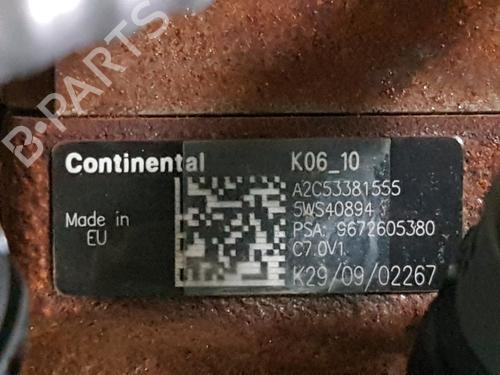 B-PARTS
Continental
K06_10
A2C53381555
5WS40894
Made in
EU
PSA: 9672605380
C7.0V1
K29/09/02267